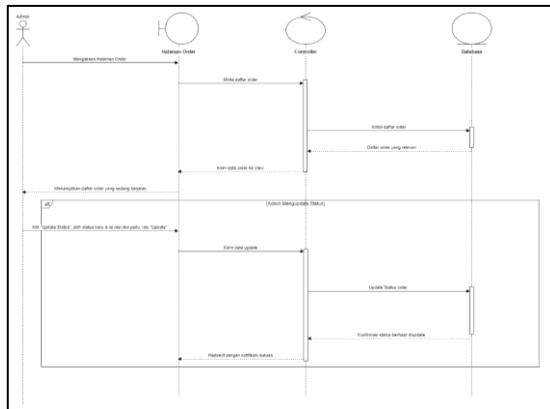 Admin
Halaman Order
Controller
Database
Mengakses Halaman Order
Minta daftar order
Ambil daftar order
Daftar order yang relevan
Kirim data order ke View
Menampilkan daftar order yang sedang berjalan
alt
[Admin Mengupdate Status]
Klik "Update Status", pilih status baru & isi resi jika perlu, lalu "Update"
Kirim data update
Update Status order
Konfirmasi status berhasil diupdate
Redirect dengan notifikasi sukses